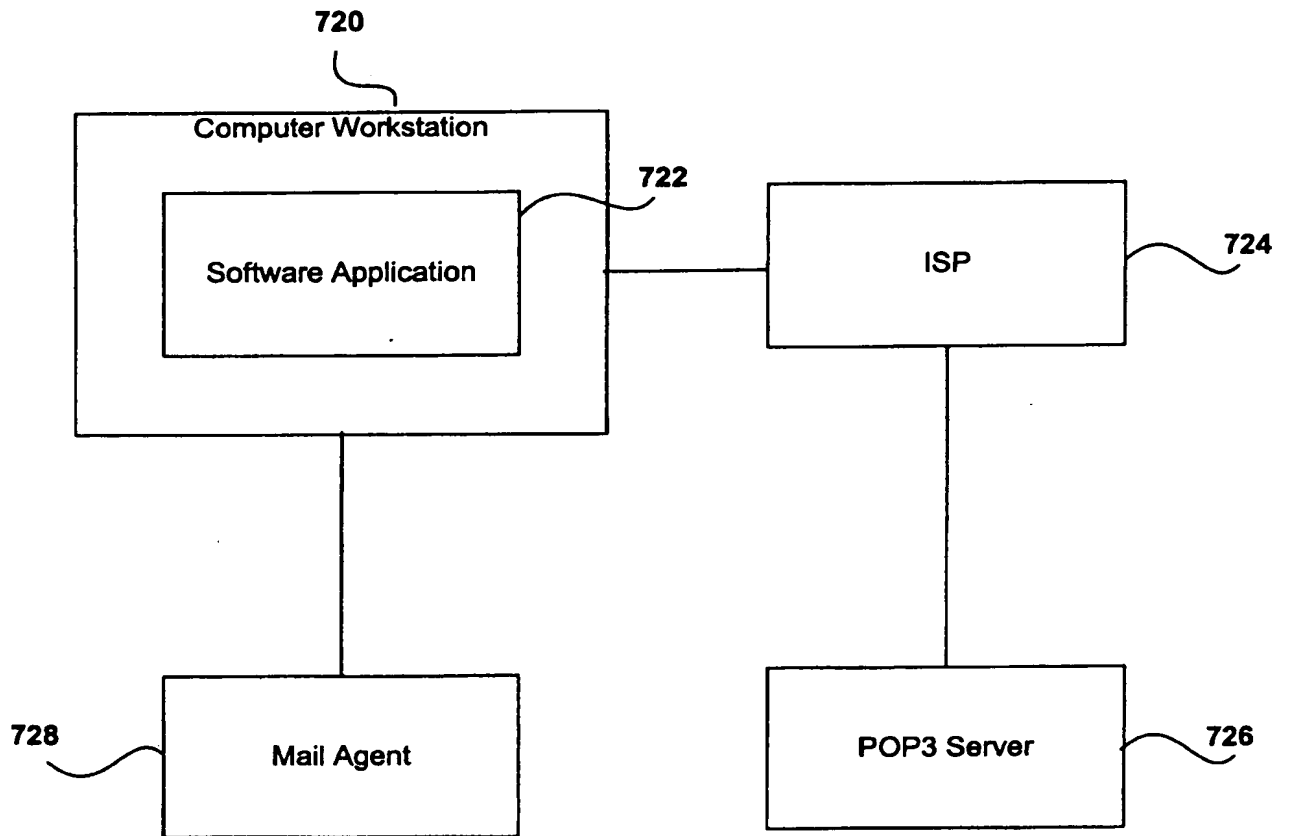 720
Computer Workstation
722
Software Application
ISP
724
728
Mail Agent
POP3 Server
726